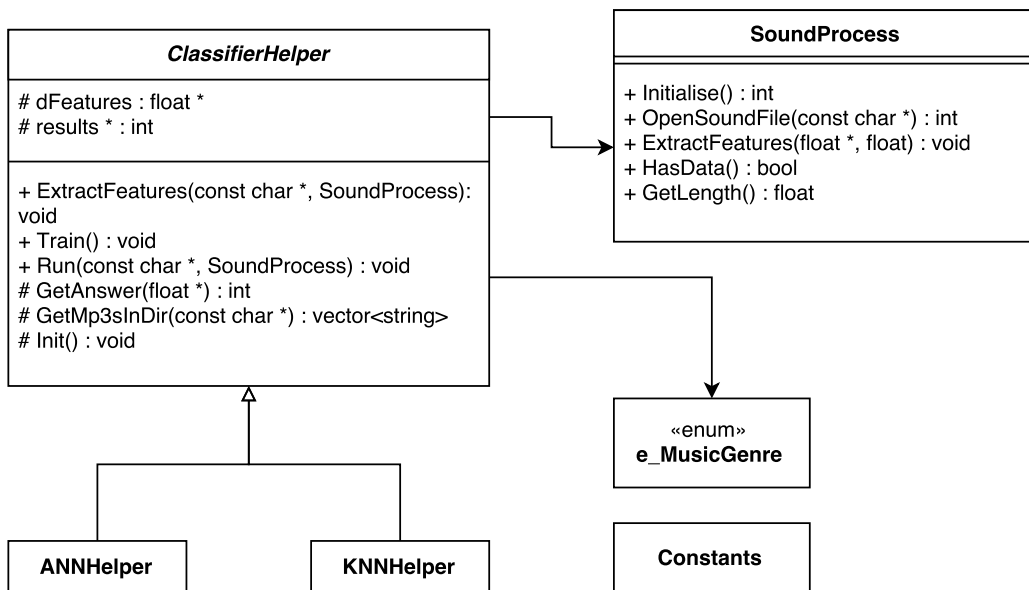 ClassifierHelper
# dFeatures : float *
# results * : int
+ ExtractFeatures(const char *, SoundProcess):
void
+ Train() : void
+ Run(const char *, SoundProcess) : void
# GetAnswer(float *) : int
# GetMp3sInDir(const char *) : vector<string>
# Init() : void
SoundProcess
+ Initialise() : int
+ OpenSoundFile(const char *) : int
+ ExtractFeatures(float *, float) : void
+ HasData() : bool
+ GetLength() : float
«enum»
e_MusicGenre
ANNHelper
KNNHelper
Constants